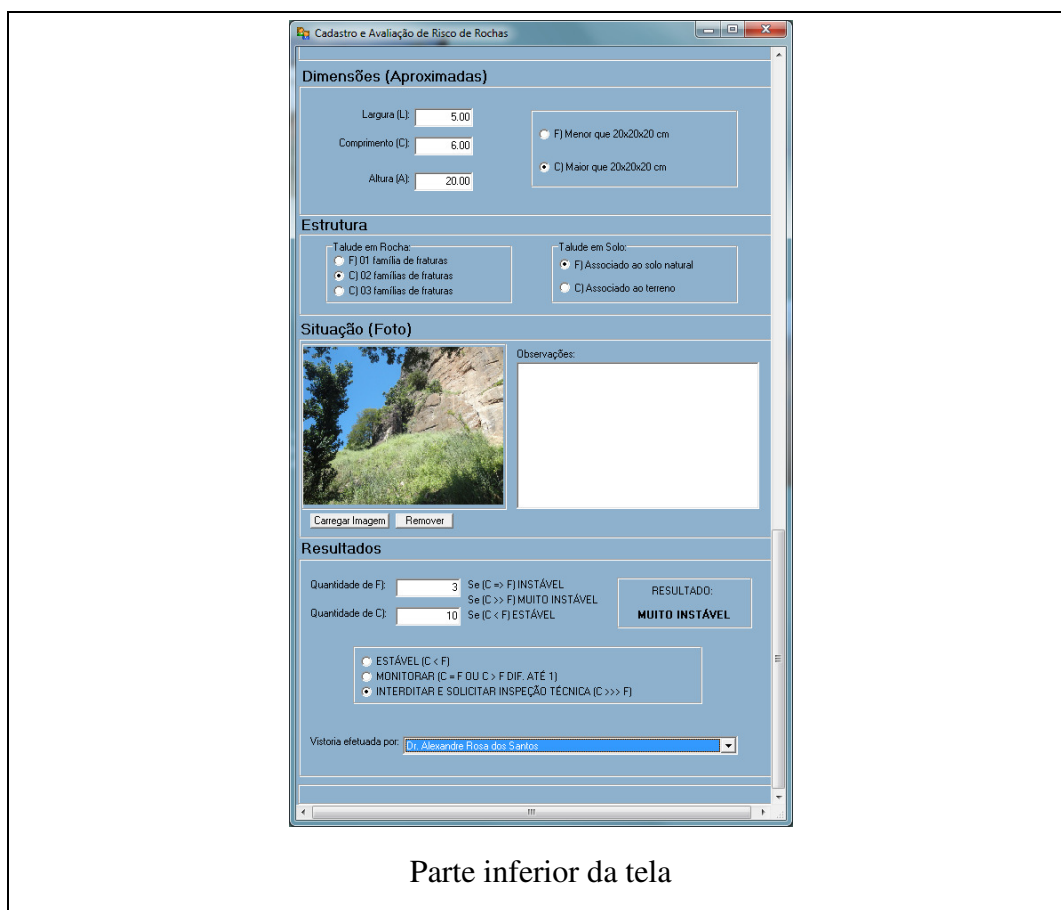 Cadastro e Avaliação de Risco de Rochas
Dimensões (Aproximadas)
Largura (L): 5.00
Comprimento (C): 6.00
Altura (A): 20.00
F) Menor que 20x20x20 cm
C) Maior que 20x20x20 cm
Estrutura
Talude em Rocha:
F) 01 família de fraturas
C) 02 famílias de fraturas
C) 03 famílias de fraturas
Talude em Solo:
F) Associado ao solo natural
C) Associado ao terreno
Situação (Foto)
Observações:
Carregar Imagem Remover
Resultados
Quantidade de F): 3
Quantidade de C): 10
Se (C => F) INSTÁVEL
Se (C >> F) MUITO INSTÁVEL
Se (C < F) ESTÁVEL
RESULTADO:
MUITO INSTÁVEL
ESTÁVEL (C < F)
MONITORAR (C = F OU C > F DIF. ATÉ 1)
INTERDITAR E SOLICITAR INSPEÇÃO TÉCNICA (C >>> F)
Vistoria efetuada por: Dr. Alexandre Rosa dos Santos
Parte inferior da tela